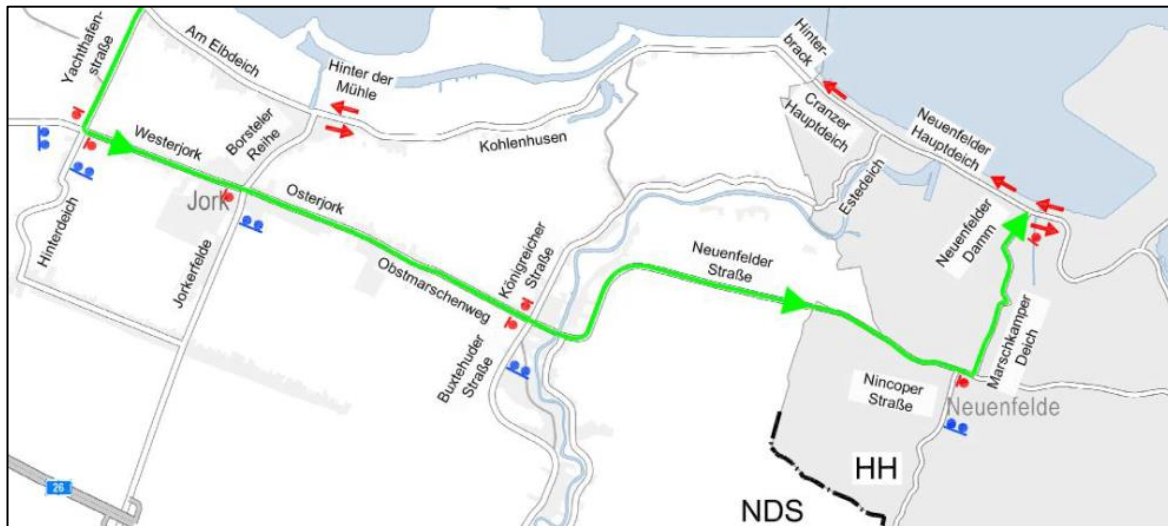 Yachthafen-
straße
Am Elbdeich
Hinter der
Mühle
Hinter-
brack
Cranzer
Hauptdeich
Neuenfelder
Hauptdeich
Westerjork
Borsteler
Reihe
Kohlenhusen
Jork
Osterjork
Estedeich
Hinterdeich
Jorkerfelde
Obstmarschenweg
Königreicher
Straße
Neuenfelder
Straße
Neuenfelder
Damm
Buxtehuder
Straße
Marschkamper
Deich
Nincoper
Straße
Neuenfelde
26
HH
NDS